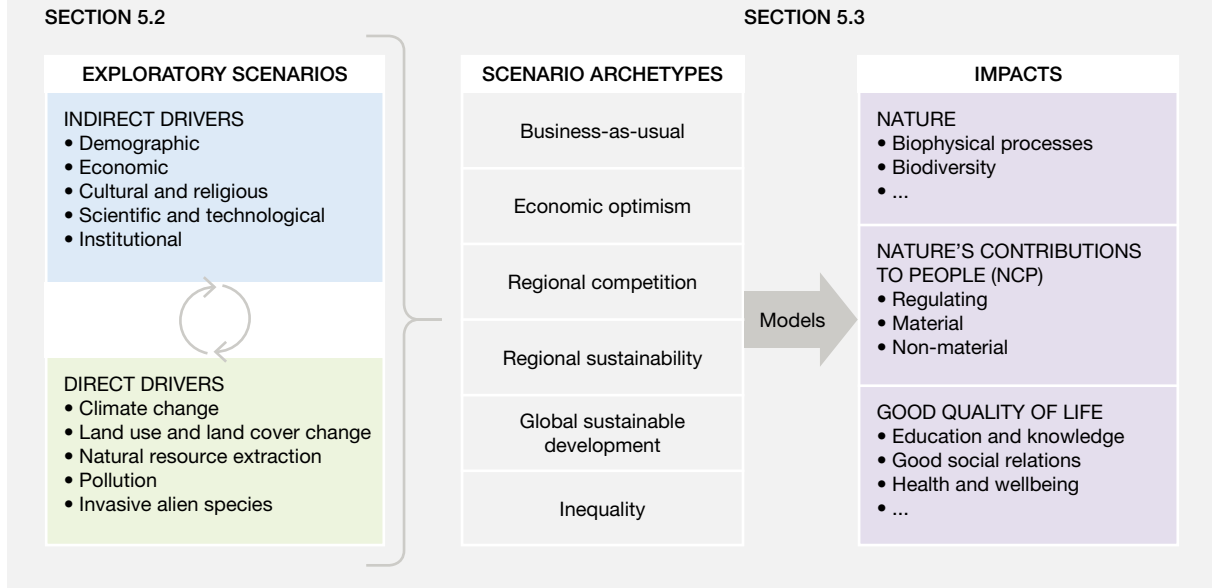 SECTION 5.2
SECTION 5.3
EXPLORATORY SCENARIOS
INDIRECT DRIVERS
• Demographic
• Economic
• Cultural and religious
• Scientific and technological
• Institutional
DIRECT DRIVERS
• Climate change
• Land use and land cover change
• Natural resource extraction
• Pollution
• Invasive alien species
SCENARIO ARCHETYPES
Business-as-usual
Economic optimism
Regional competition
Regional sustainability
Global sustainable
development
Inequality
Models
IMPACTS
NATURE
• Biophysical processes
• Biodiversity
• ...
NATURE’S CONTRIBUTIONS
TO PEOPLE (NCP)
• Regulating
• Material
• Non-material
GOOD QUALITY OF LIFE
• Education and knowledge
• Good social relations
• Health and wellbeing
• ...